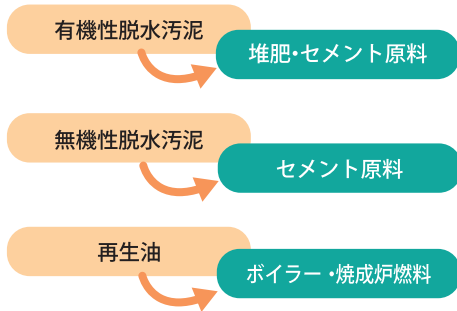 有機性脱水汚泥
堆肥・セメント原料
無機性脱水汚泥
セメント原料
再生油
ボイラー・焼成炉燃料